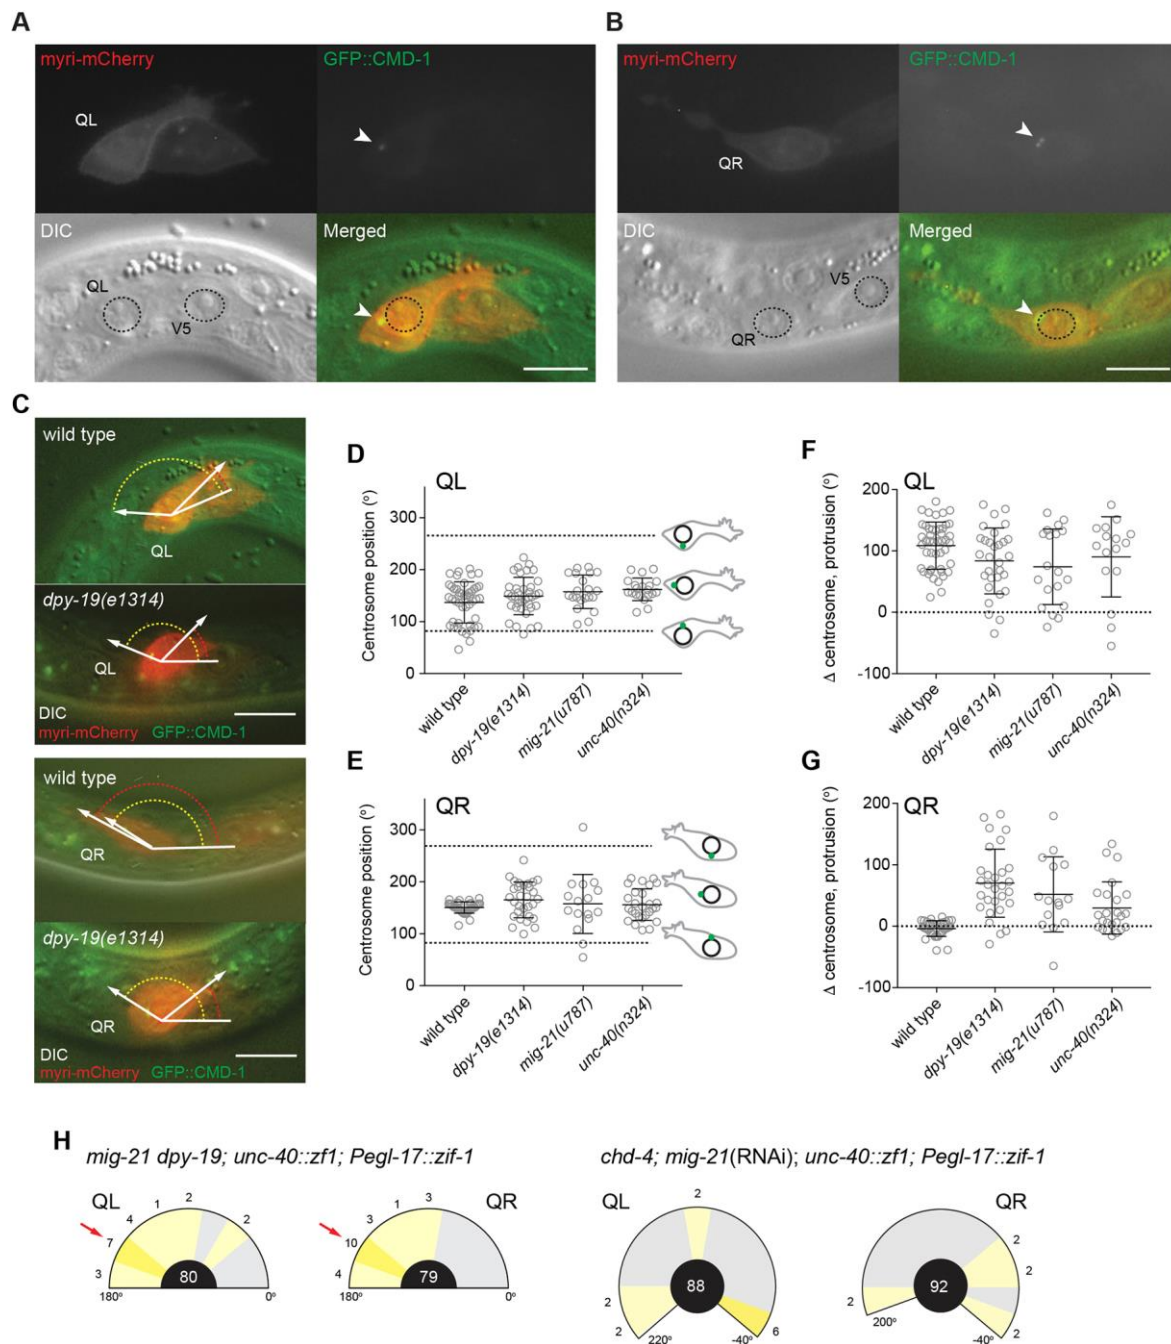 A
myri-mCherry
GFP::CMD-1
QL
DIC
Merged
QL
V5
B
myri-mCherry
GFP::CMD-1
QR
DIC
Merged
V5
QR
C
wild type
QL
dpy-19(e1314)
QL
DIC
myri-mCherry GFP::CMD-1
wild type
QR
dpy-19(e1314)
QR
DIC
myri-mCherry GFP::CMD-1
D
QL
Centrosome position (°)
300
200
100
0
wild type
dpy-19(e1314)
mig-21(u787)
unc-40(n324)
F
QL
Δ centrosome, protrusion (°)
200
100
0
-100
wild type
dpy-19(e1314)
mig-21(u787)
unc-40(n324)
E
QR
Centrosome position (°)
300
200
100
0
wild type
dpy-19(e1314)
mig-21(u787)
unc-40(n324)
G
QR
Δ centrosome, protrusion (°)
200
100
0
-100
wild type
dpy-19(e1314)
mig-21(u787)
unc-40(n324)
H
mig-21 dpy-19; unc-40::zf1; Pegl-17::zif-1
QL
3
7
4
1
2
2
80
180°
0°
QR
4
10
3
1
3
79
180°
0°
chd-4; mig-21(RNAi); unc-40::zf1; Pegl-17::zif-1
QL
2
88
2
2
220°
-40°
6
QR
2
2
92
2
200°
-40°
2